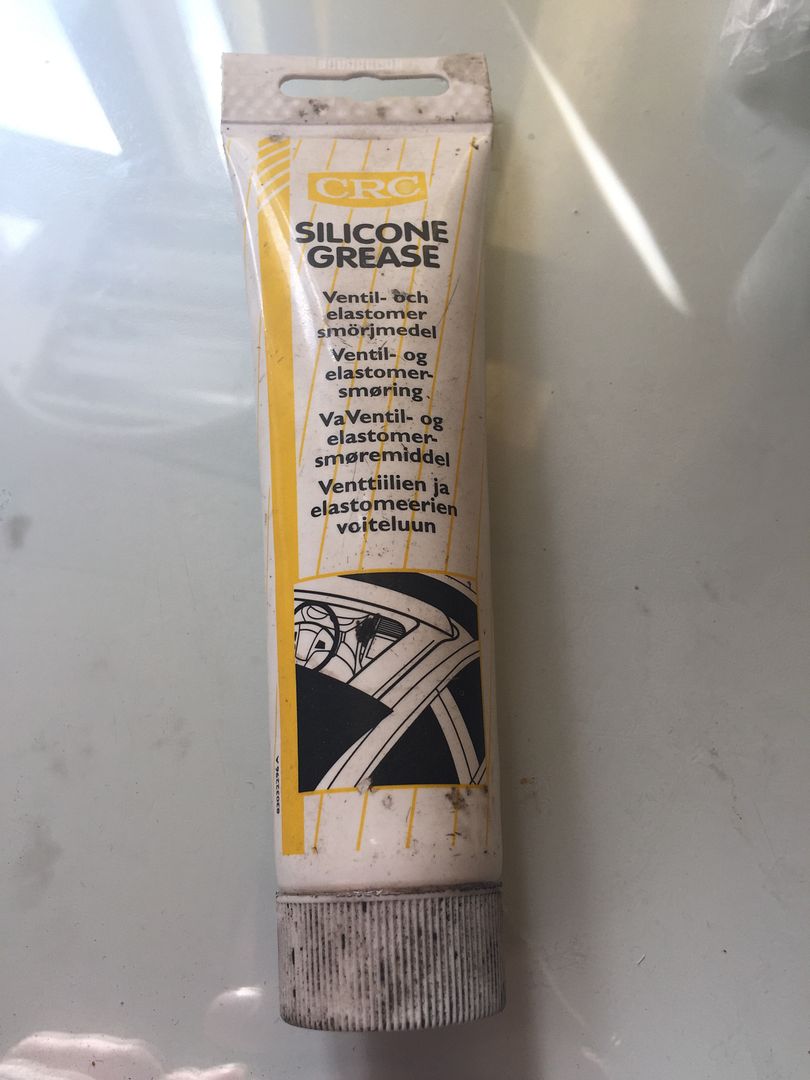 CRC
SILICONE
GREASE
Ventil- och
elastomer
smörjmedel
Ventil- og
elastomer-
smøring
VaVentil- og
elastomer-
smøremiddel
Venttiilien ja
elastomeerien
voiteluun